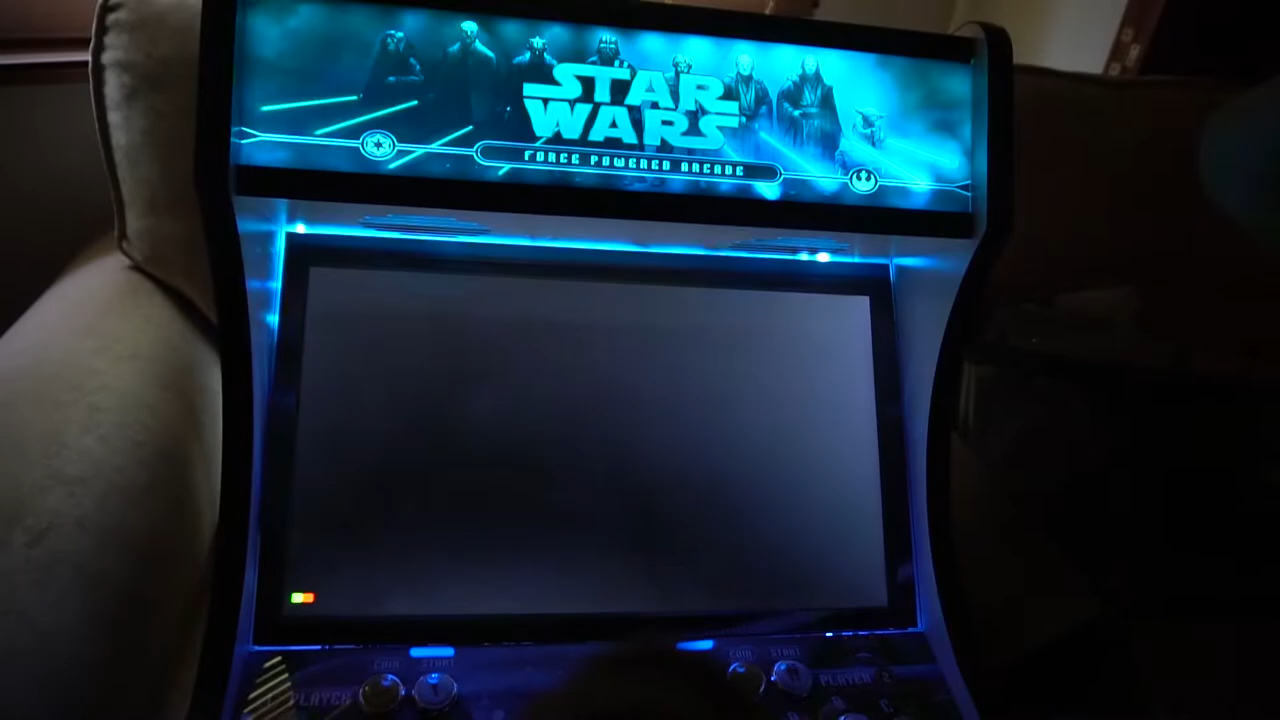 STAR
WARS
FORCE POWERED ARCADE
COIN START
COIN START
PLAYER
PLAYER 2
B
C